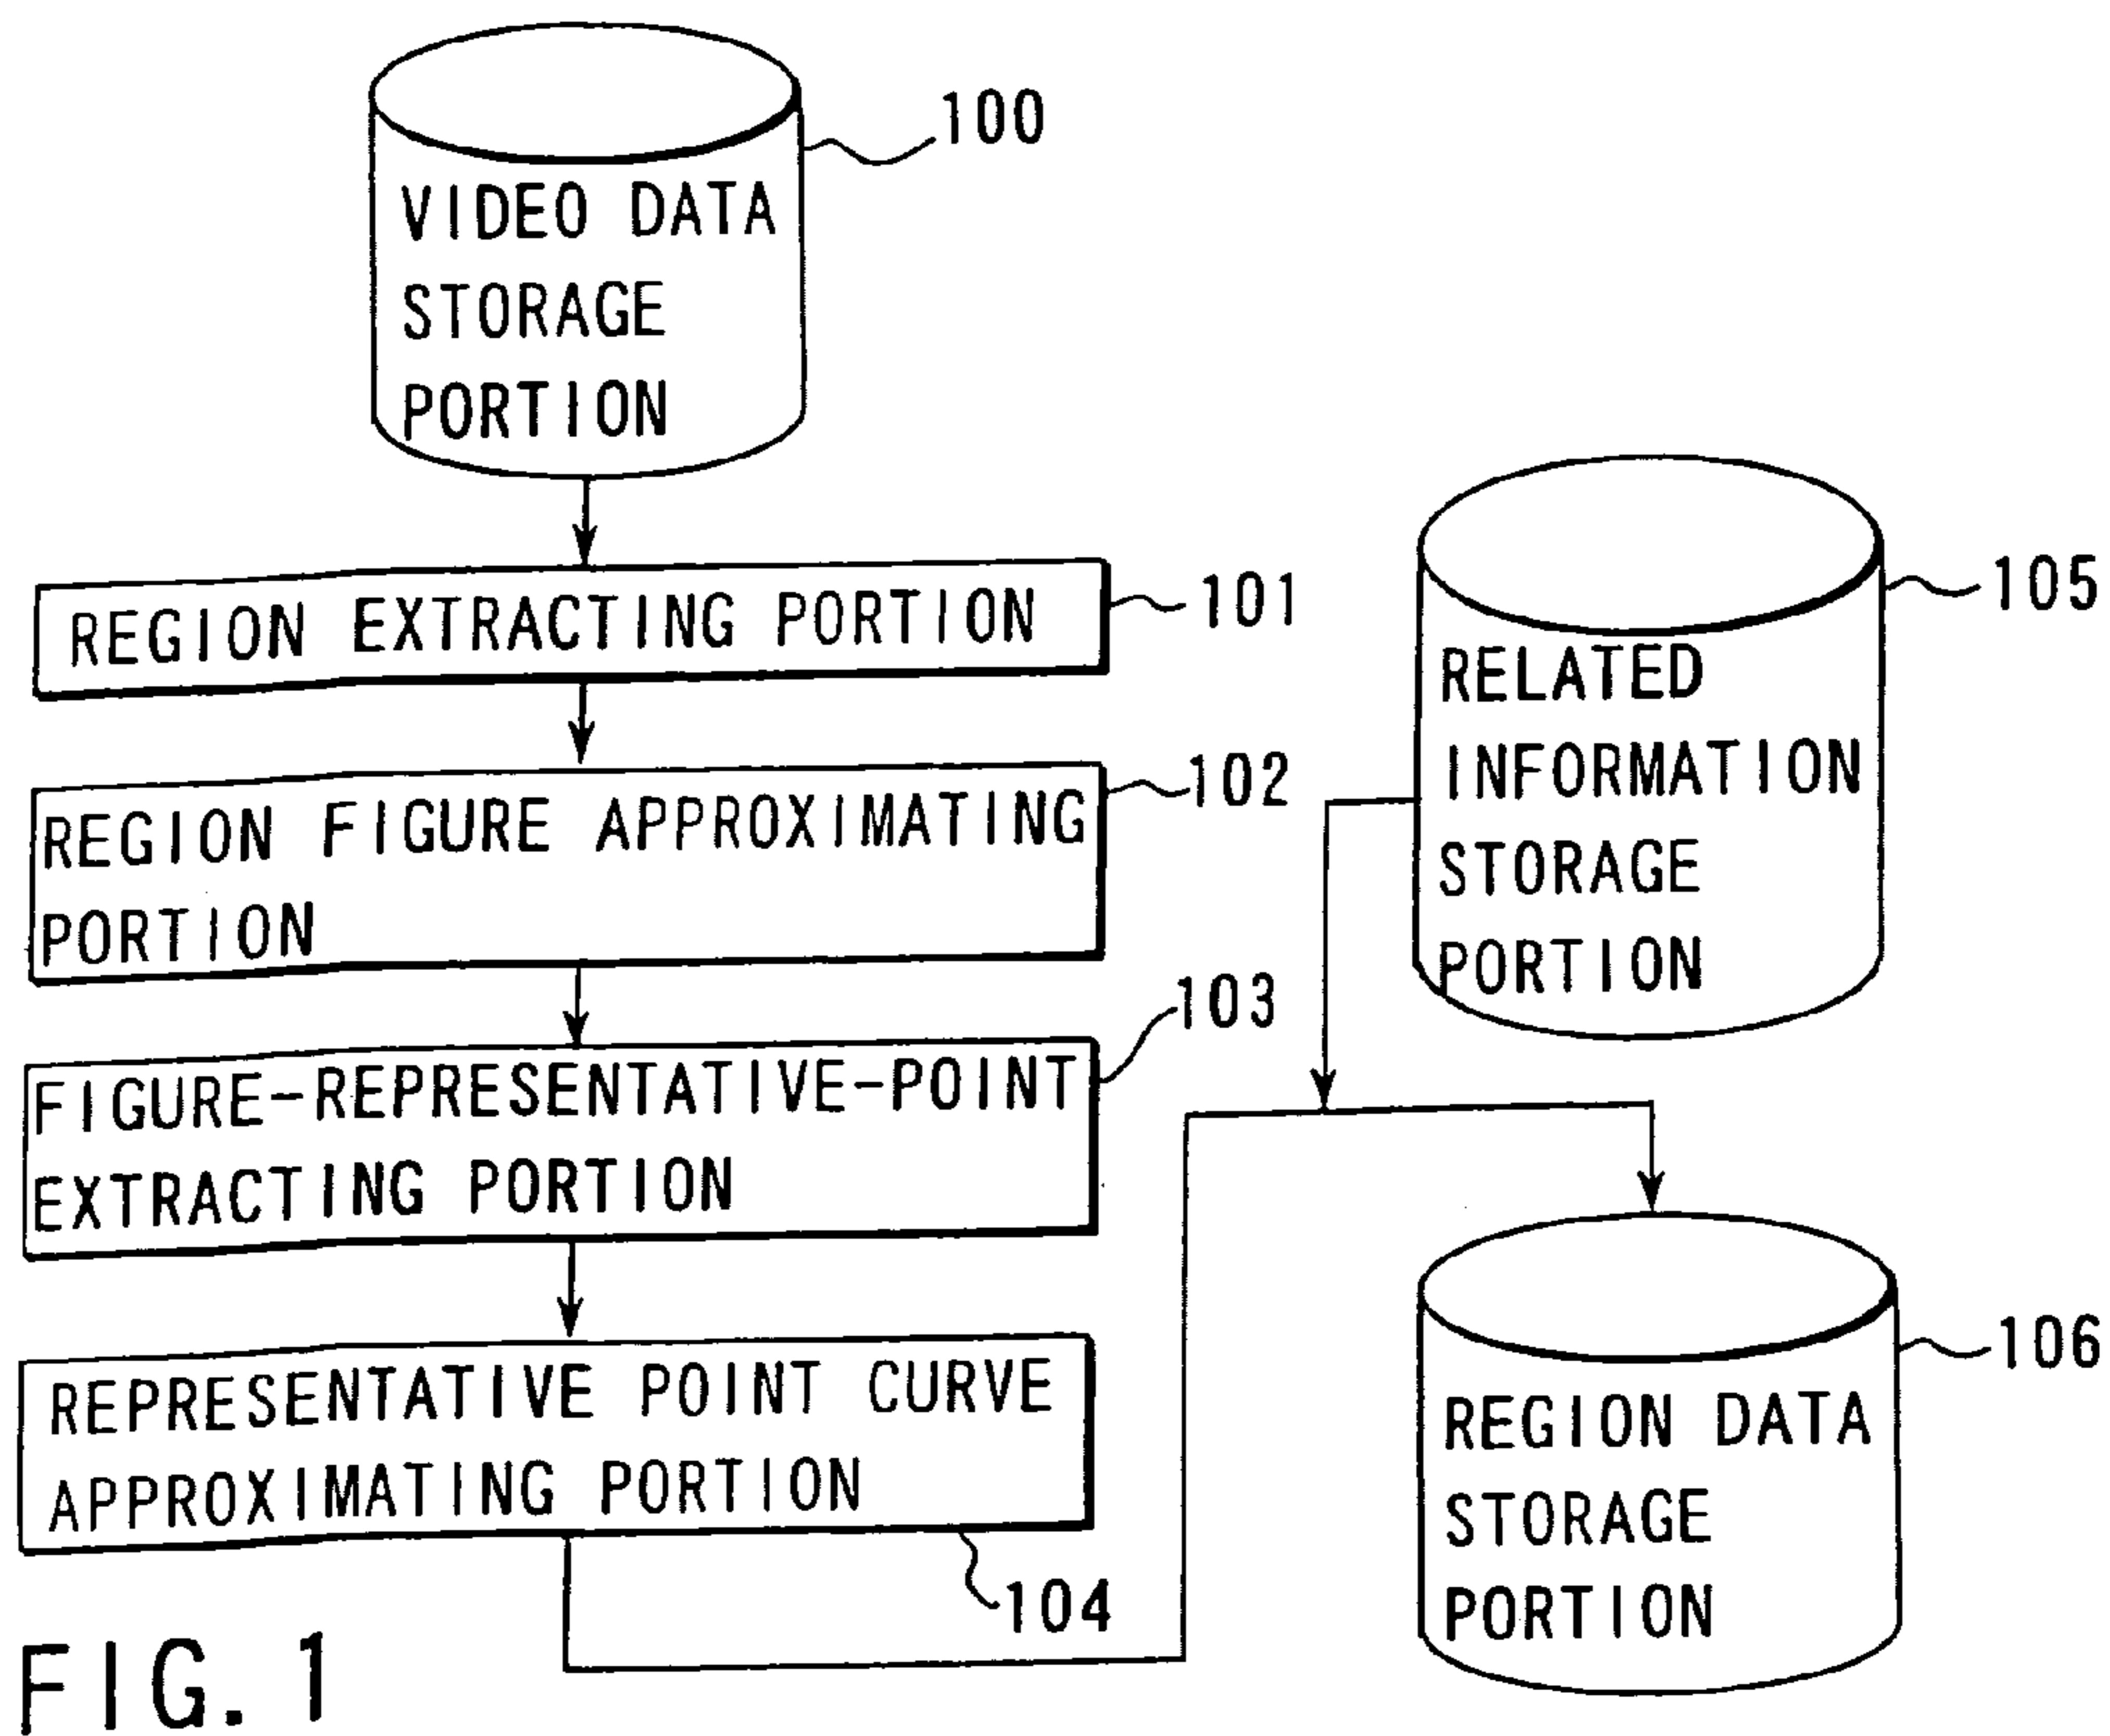 100
VIDEO DATA
STORAGE
PORTION
REGION EXTRACTING PORTION
101
REGION FIGURE APPROXIMATING
PORTION
102
FIGURE-REPRESENTATIVE-POINT
EXTRACTING PORTION
103
REPRESENTATIVE POINT CURVE
APPROXIMATING PORTION
104
RELATED
INFORMATION
STORAGE
PORTION
105
REGION DATA
STORAGE
PORTION
106
FIG. 1